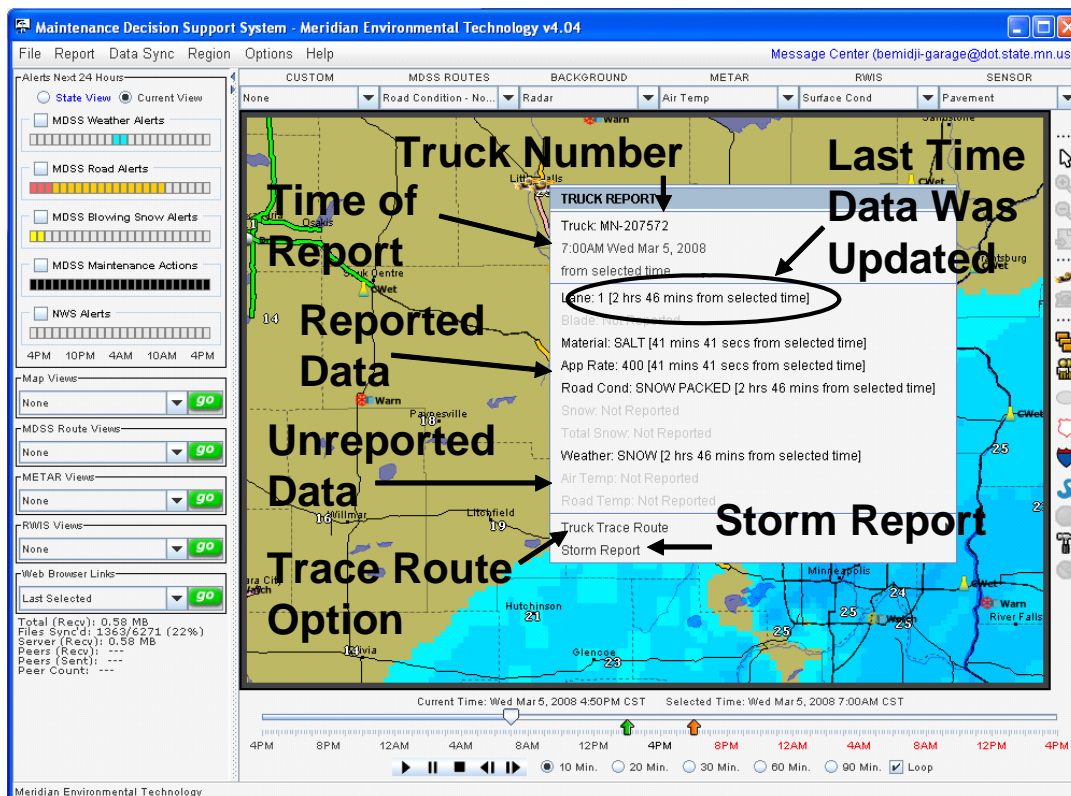 Maintenance Decision Support System - Meridian Environmental Technology v4.04
File Report Data Sync Region Options Help
Message Center (bemidji-garage@dot.state.mn.us
Alerts Next 24 Hours
State View Current View
MDSS Weather Alerts
MDSS Road Alerts
MDSS Blowing Snow Alerts
MDSS Maintenance Actions
NWS Alerts
4PM 10PM 4AM 10AM 4PM
Map Views
None go
MDSS Route Views
None go
METAR Views
None go
RWIS Views
None go
Web Browser Links
Last Selected go
Total (Recv): 0.58 MB
Files Sync'd: 1363/6271 (22%)
Server (Recv): 0.58 MB
Peers (Recv): ---
Peers (Sent): ---
Peer Count: ---
CUSTOM MDSS ROUTES BACKGROUND METAR RWIS SENSOR
None Road Condition - No... Radar Air Temp Surface Cond Pavement
Warn
Truck Number
Last Time
Data Was
Updated
Time of
Report
Osakis
CWet
CWet
14
CWet
Reported
Data
Warn
Paynesville
18
Unreported
Data
16
Willmar
Litchfield
19
Trace Route
Option
Storm Report
TRUCK REPORT
Truck: MN-207572
7:00AM Wed Mar 5, 2008
from selected time
Lane: 1 [2 hrs 46 mins from selected time]
Blade: Not Reported
Material: SALT [41 mins 41 secs from selected time]
App Rate: 400 [41 mins 41 secs from selected time]
Road Cond: SNOW PACKED [2 hrs 46 mins from selected time]
Snow: Not Reported
Total Snow: Not Reported
Weather: SNOW [2 hrs 46 mins from selected time]
Air Temp: Not Reported
Road Temp: Not Reported
Truck Trace Route
Storm Report
CWet
25
25
Minneapolis
24
CWet
Hutchinson
21
25
25
25
Warn
River Falls
14
Glencoe
23
Current Time: Wed Mar 5, 2008 4:50PM CST Selected Time: Wed Mar 5, 2008 7:00AM CST
4PM 8PM 12AM 4AM 8AM 12PM 4PM 8PM 12AM 4AM 8AM 12PM 4PM
10 Min. 20 Min. 30 Min. 60 Min. 90 Min. Loop
Meridian Environmental Technology